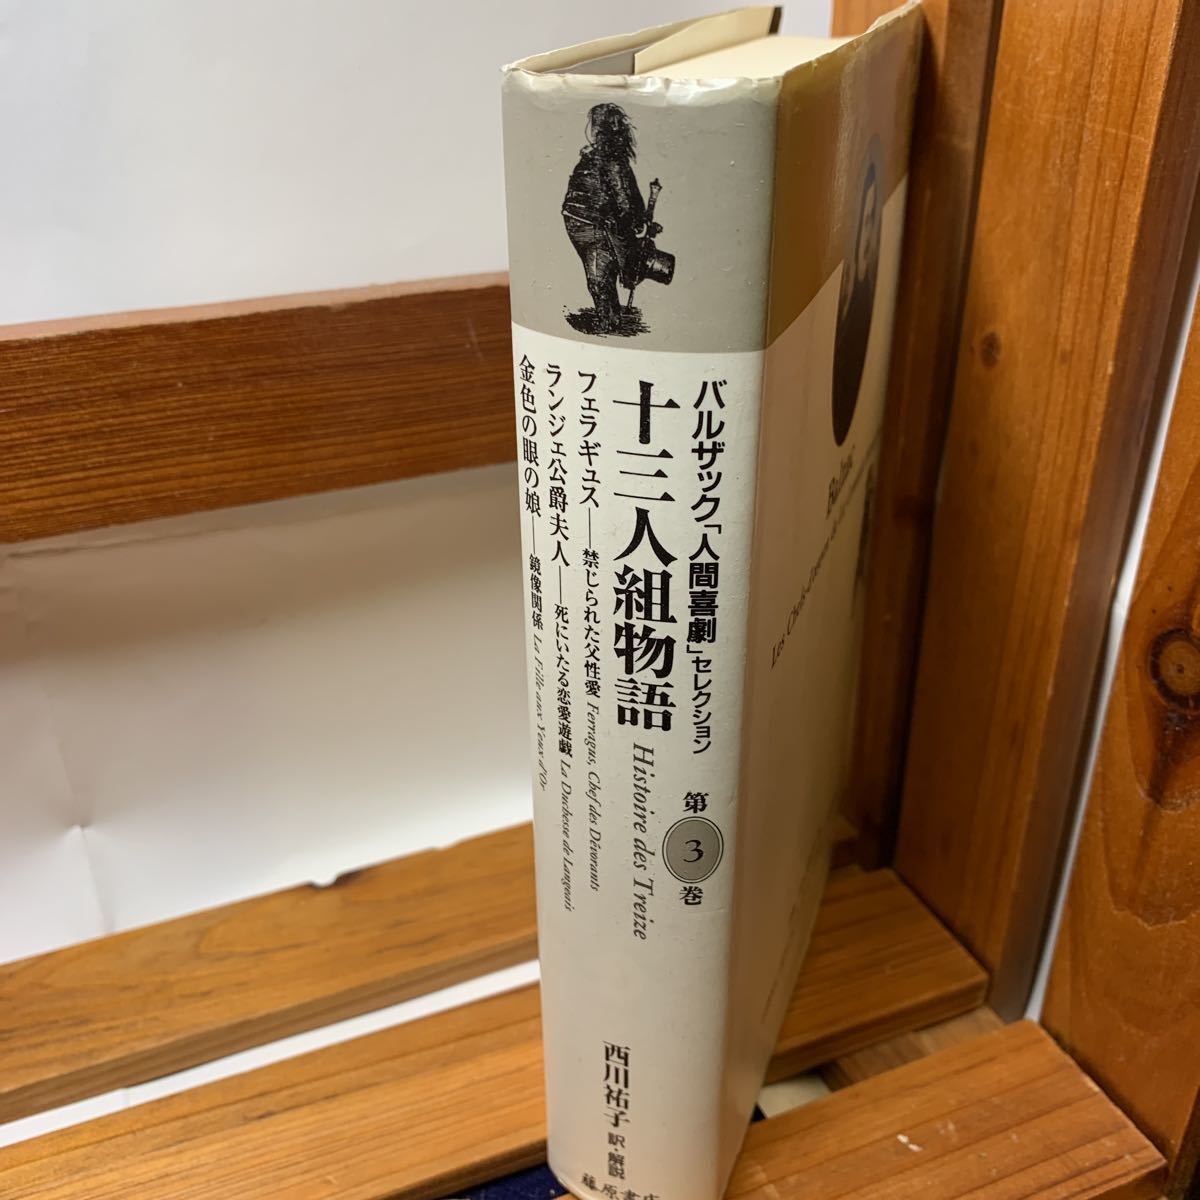 バルザック「人間喜劇」セレクション 第3巻
十三人組物語 Histoire des Treize
フェラギュス——禁じられた父性愛 Ferragus, Chef des Dévorants
ランジェ公爵夫人——死にいたる恋愛遊戯 La Duchesse de Langeais
金色の眼の娘——鏡像関係 La Fille aux Yeux d'Or
西川祐子 訳・解説
藤原書店
Balzac